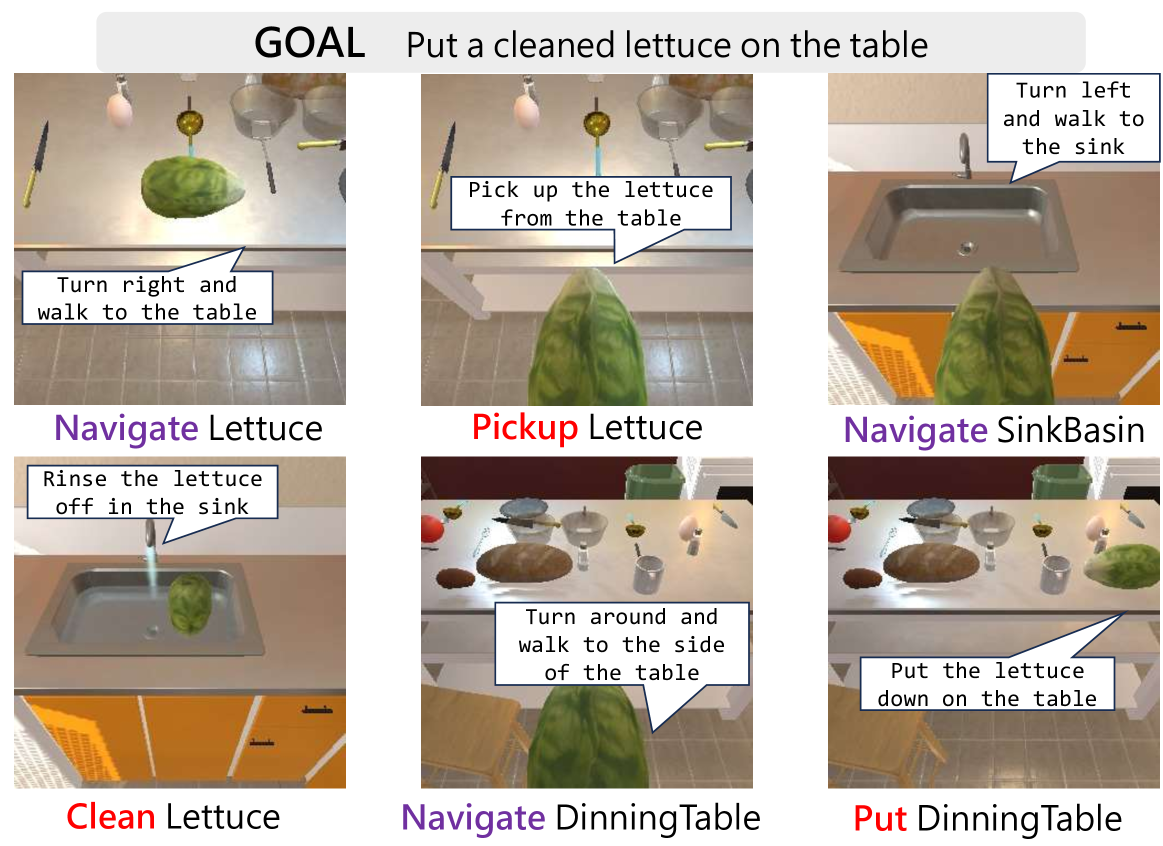 GOAL Put a cleaned lettuce on the table
Turn right and
walk to the table
Navigate Lettuce
Pick up the lettuce
from the table
Pickup Lettuce
Turn left
and walk to
the sink
Navigate SinkBasin
Rinse the lettuce
off in the sink
Clean Lettuce
Turn around and
walk to the side
of the table
Navigate DinningTable
Put the lettuce
down on the table
Put DinningTable